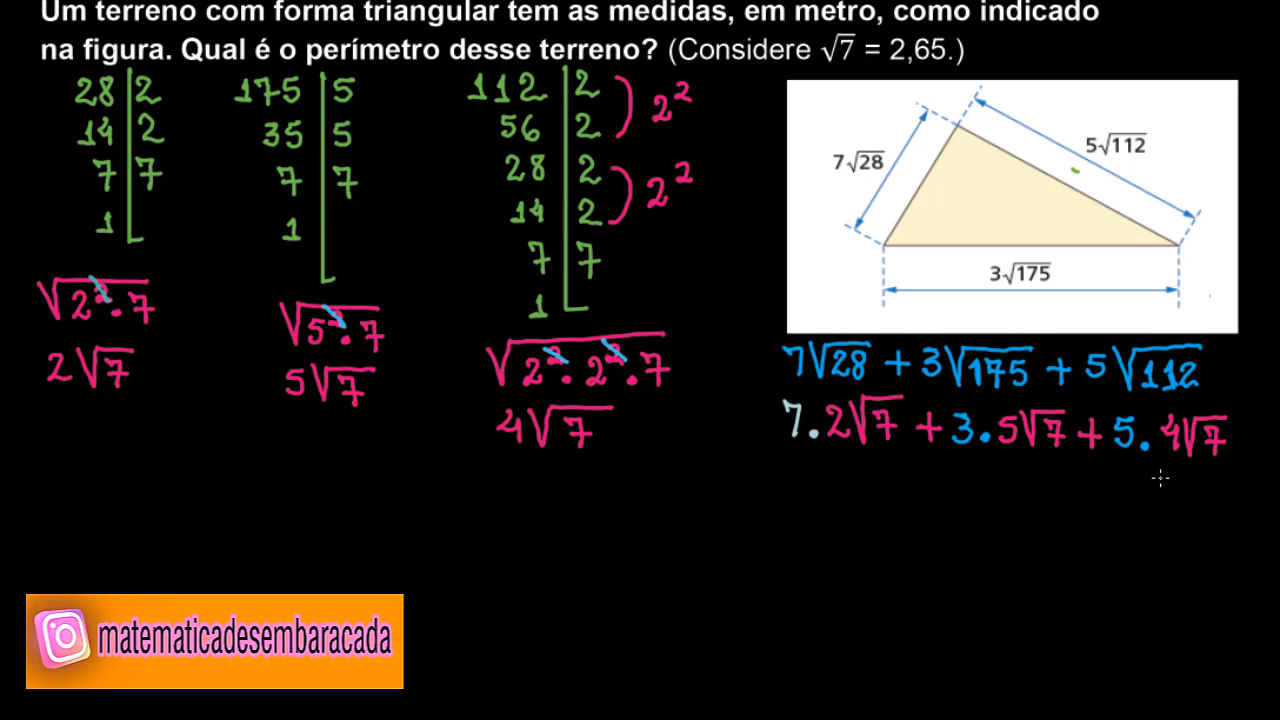 Um terreno com forma triangular tem as medidas, em metro, como indicado
na figura. Qual é o perímetro desse terreno? (Considere √7 = 2,65.)
28 | 2
14 | 2
7 | 7
1
√2².7
2√7
175 | 5
35 | 5
7 | 7
1
√5².7
5√7
112 | 2
56 | 2
) 2²
28 | 2
14 | 2
) 2²
7 | 7
1
√2².2².7
4√7
7√28
5√112
3√175
7√28 + 3√175 + 5√112
7.2√7 + 3.5√7 + 5.4√7
matematicadesembaracada